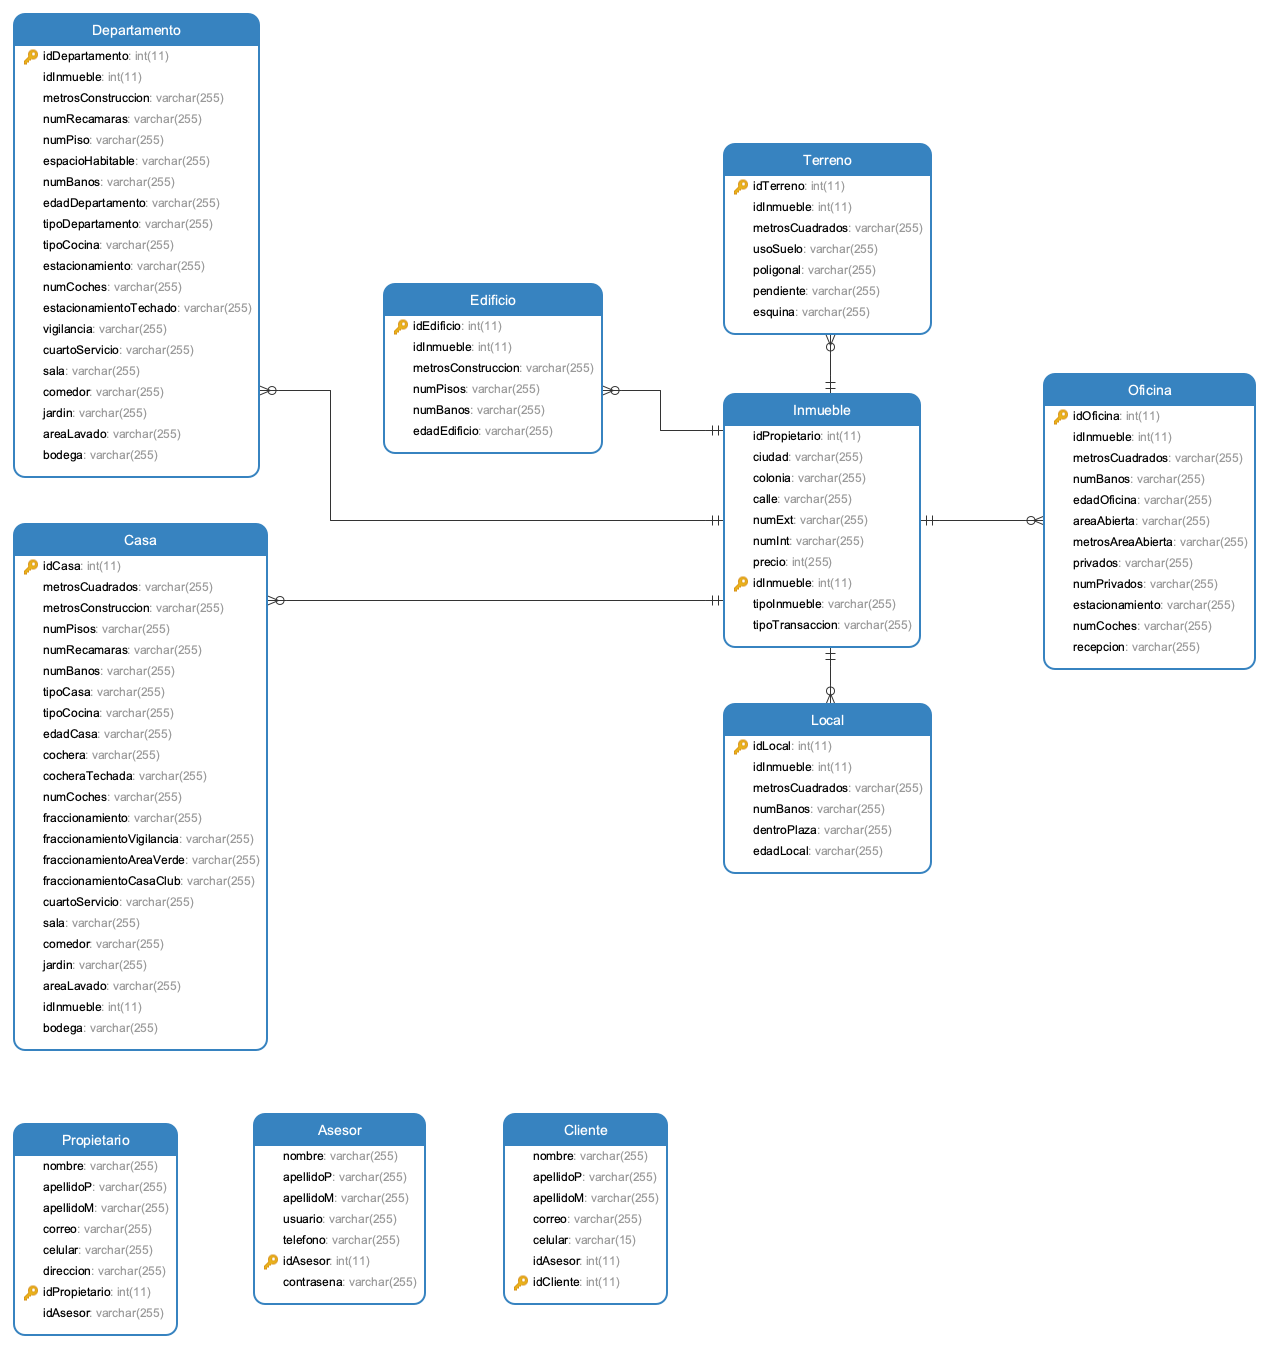 Departamento
idDepartamento: int(11)
idInmueble: int(11)
metrosConstruccion: varchar(255)
numRecamaras: varchar(255)
numPiso: varchar(255)
espacioHabitable: varchar(255)
numBanos: varchar(255)
edadDepartamento: varchar(255)
tipoDepartamento: varchar(255)
tipoCocina: varchar(255)
estacionamiento: varchar(255)
numCoches: varchar(255)
estacionamientoTechado: varchar(255)
vigilancia: varchar(255)
cuartoServicio: varchar(255)
sala: varchar(255)
comedor: varchar(255)
jardin: varchar(255)
areaLavado: varchar(255)
bodega: varchar(255)
Edificio
idEdificio: int(11)
idInmueble: int(11)
metrosConstruccion: varchar(255)
numPisos: varchar(255)
numBanos: varchar(255)
edadEdificio: varchar(255)
Terreno
idTerreno: int(11)
idInmueble: int(11)
metrosCuadrados: varchar(255)
usoSuelo: varchar(255)
poligonal: varchar(255)
pendiente: varchar(255)
esquina: varchar(255)
Inmueble
idPropietario: int(11)
ciudad: varchar(255)
colonia: varchar(255)
calle: varchar(255)
numExt: varchar(255)
numInt: varchar(255)
precio: int(255)
idInmueble: int(11)
tipoInmueble: varchar(255)
tipoTransaccion: varchar(255)
Oficina
idOficina: int(11)
idInmueble: int(11)
metrosCuadrados: varchar(255)
numBanos: varchar(255)
edadOficina: varchar(255)
areaAbierta: varchar(255)
metrosAreaAbierta: varchar(255)
privados: varchar(255)
numPrivados: varchar(255)
estacionamiento: varchar(255)
numCoches: varchar(255)
recepcion: varchar(255)
Casa
idCasa: int(11)
metrosCuadrados: varchar(255)
metrosConstruccion: varchar(255)
numPisos: varchar(255)
numRecamaras: varchar(255)
numBanos: varchar(255)
tipoCasa: varchar(255)
tipoCocina: varchar(255)
edadCasa: varchar(255)
cochera: varchar(255)
cocheraTechada: varchar(255)
numCoches: varchar(255)
fraccionamiento: varchar(255)
fraccionamientoVigilancia: varchar(255)
fraccionamientoAreaVerde: varchar(255)
fraccionamientoCasaClub: varchar(255)
cuartoServicio: varchar(255)
sala: varchar(255)
comedor: varchar(255)
jardin: varchar(255)
areaLavado: varchar(255)
idInmueble: int(11)
bodega: varchar(255)
Local
idLocal: int(11)
idInmueble: int(11)
metrosCuadrados: varchar(255)
numBanos: varchar(255)
dentroPlaza: varchar(255)
edadLocal: varchar(255)
Propietario
nombre: varchar(255)
apellidoP: varchar(255)
apellidoM: varchar(255)
correo: varchar(255)
celular: varchar(255)
direccion: varchar(255)
idPropietario: int(11)
idAsesor: varchar(255)
Asesor
nombre: varchar(255)
apellidoP: varchar(255)
apellidoM: varchar(255)
usuario: varchar(255)
telefono: varchar(255)
idAsesor: int(11)
contrasena: varchar(255)
Cliente
nombre: varchar(255)
apellidoP: varchar(255)
apellidoM: varchar(255)
correo: varchar(255)
celular: varchar(15)
idAsesor: int(11)
idCliente: int(11)